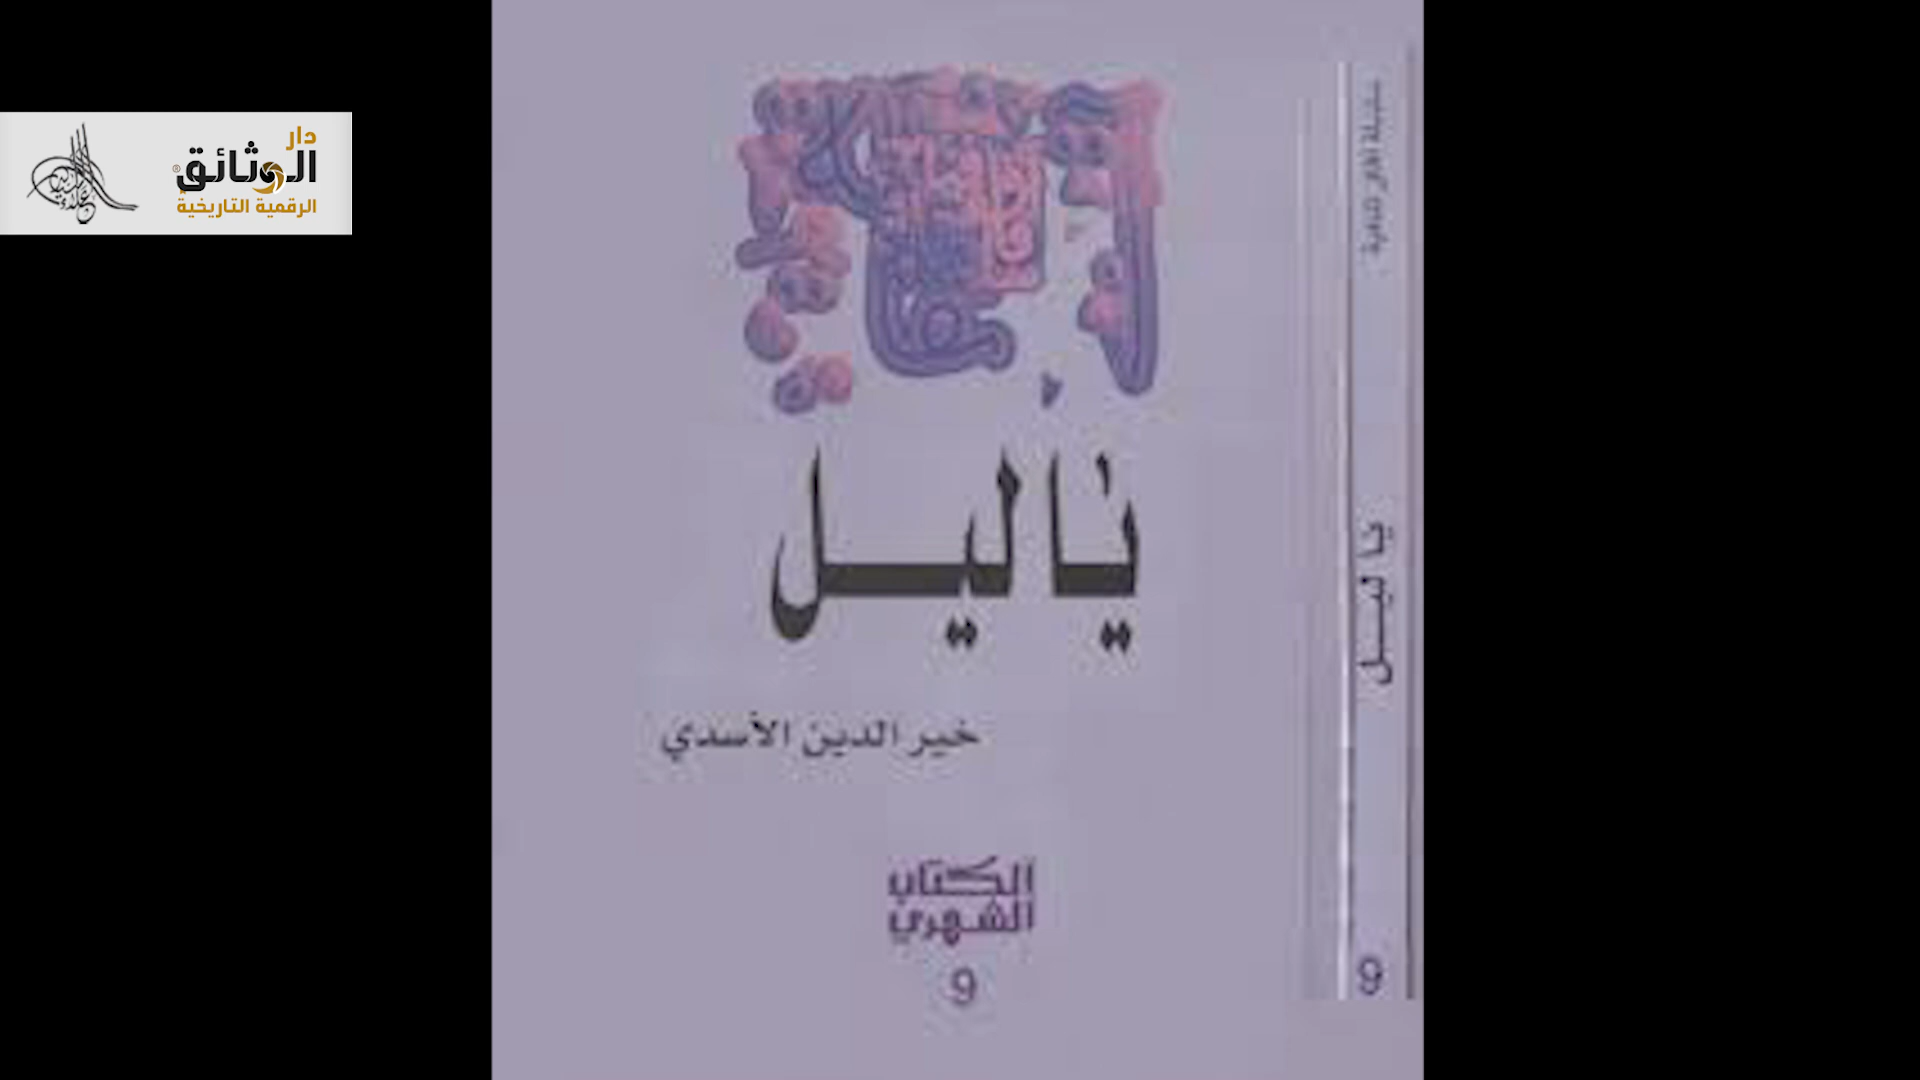 دار
الوثائق
الرقمية التاريخية
يا ليل
خير الدين الأسدي
الكتاب
الشهري
9
يا ليل
9